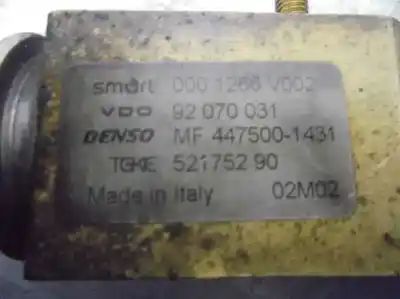 smart 000 1266 V002
VDO 92 070 031
DENSO MF 447500-1431
TGKE 521752 90
Made in Italy 02M02